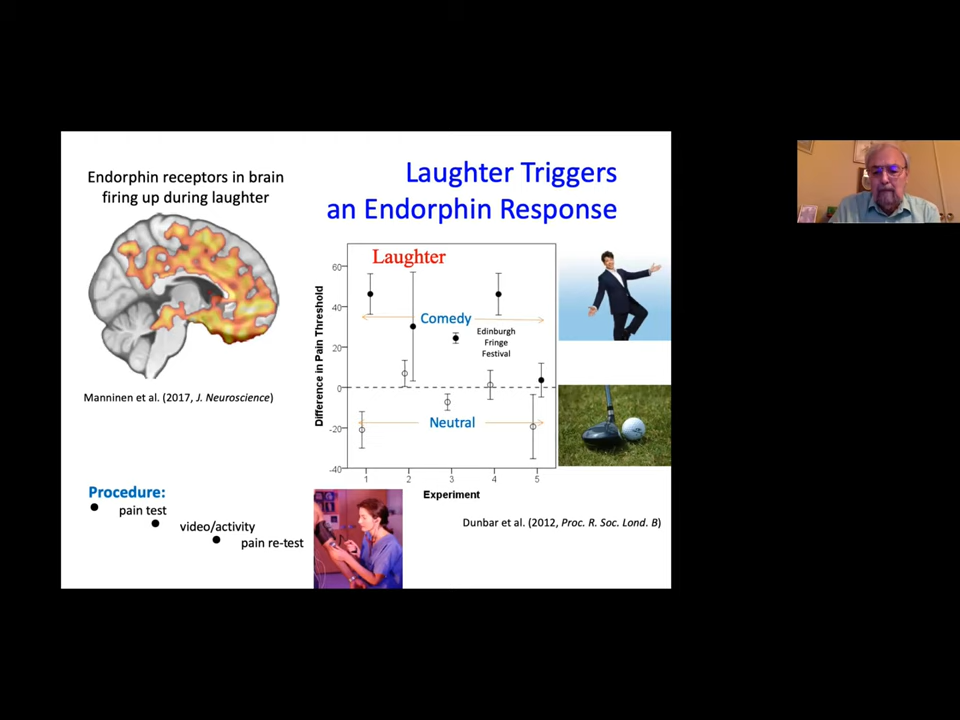 Endorphin receptors in brain
firing up during laughter
Manninen et al. (2017, J. Neuroscience)
Procedure:
pain test
video/activity
pain re-test
Laughter Triggers
an Endorphin Response
Laughter
Comedy
Edinburgh
Fringe
Festival
Neutral
Difference in Pain Threshold
60
40
20
0
-20
-40
1 2 3 4 5
Experiment
Dunbar et al. (2012, Proc. R. Soc. Lond. B)